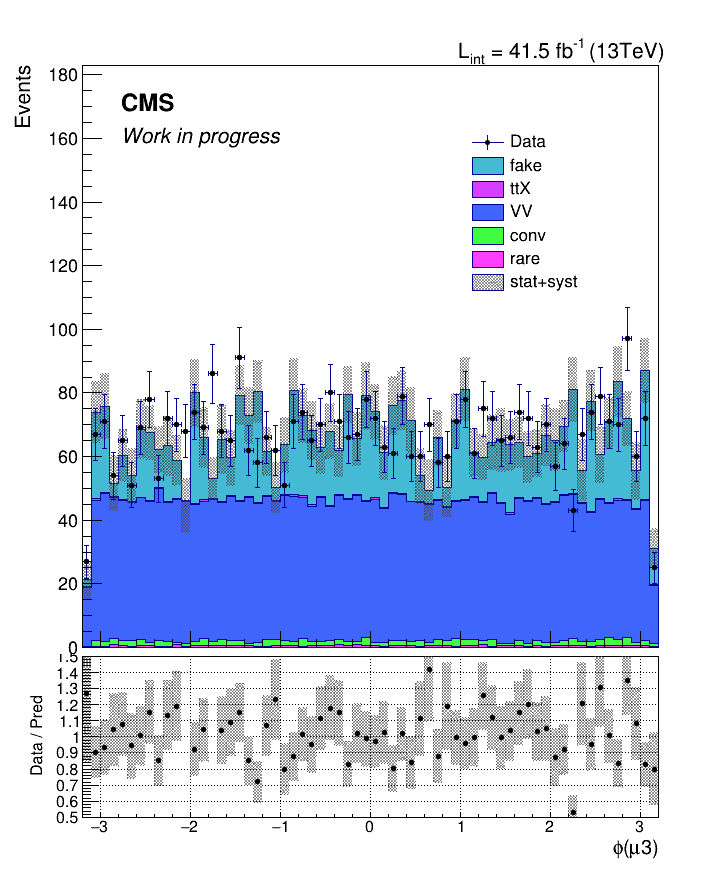 L_int = 41.5 fb^-1 (13TeV)
Events
180
160
140
120
100
80
60
40
20
0
CMS
Work in progress
Data
fake
ttX
VV
conv
rare
stat+syst
Data / Pred
1.5
1.4
1.3
1.2
1.1
1
0.9
0.8
0.7
0.6
0.5
−3 −2 −1 0 1 2 3
ϕ(μ3)